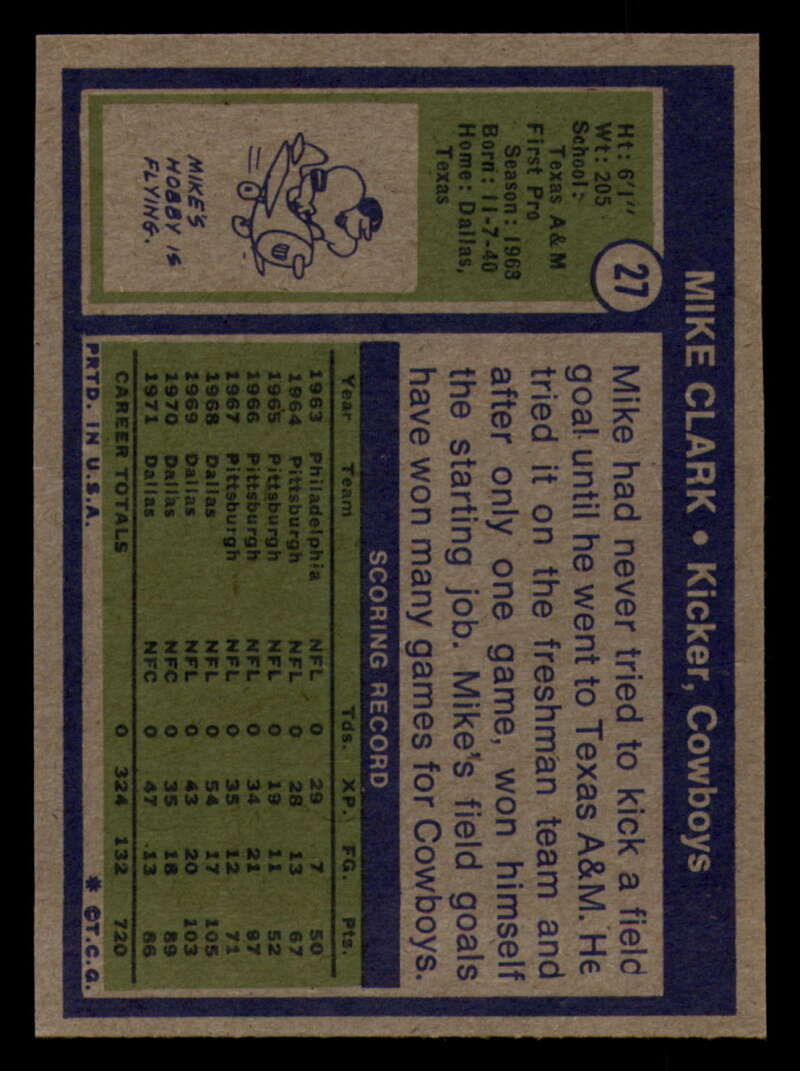 MIKE CLARK • Kicker, Cowboys
27
Ht: 6'1"
Wt: 205
School:
Texas A&M
First Pro
Season: 1963
Born: 11-7-40
Home: Dallas,
Texas
MIKE'S
HOBBY IS
FLYING.
Mike had never tried to kick a field
goal until he went to Texas A&M. He
tried it on the freshman team and
after only one game, won himself
the starting job. Mike's field goals
have won many games for Cowboys.
SCORING RECORD
Year Team Tds. XP. FG. Pts.
1963 Philadelphia NFL 0 29 7 50
1964 Pittsburgh NFL 0 28 13 67
1965 Pittsburgh NFL 0 19 11 52
1966 Pittsburgh NFL 0 34 21 97
1967 Pittsburgh NFL 0 35 12 71
1968 Dallas NFL 0 54 17 105
1969 Dallas NFL 0 43 20 103
1970 Dallas NFC 0 35 18 89
1971 Dallas NFC 0 47 13 86
CAREER TOTALS 0 324 132 720
PRTD. IN U.S.A. * ©T.C.G.